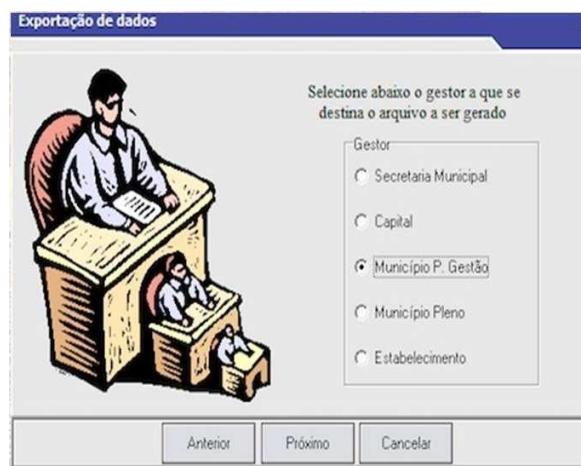 Exportação de dados
Selecione abaixo o gestor a que se
destina o arquivo a ser gerado
Gestor
Secretaria Municipal
Capital
Município P. Gestão
Município Pleno
Estabelecimento
Anterior
Próximo
Cancelar